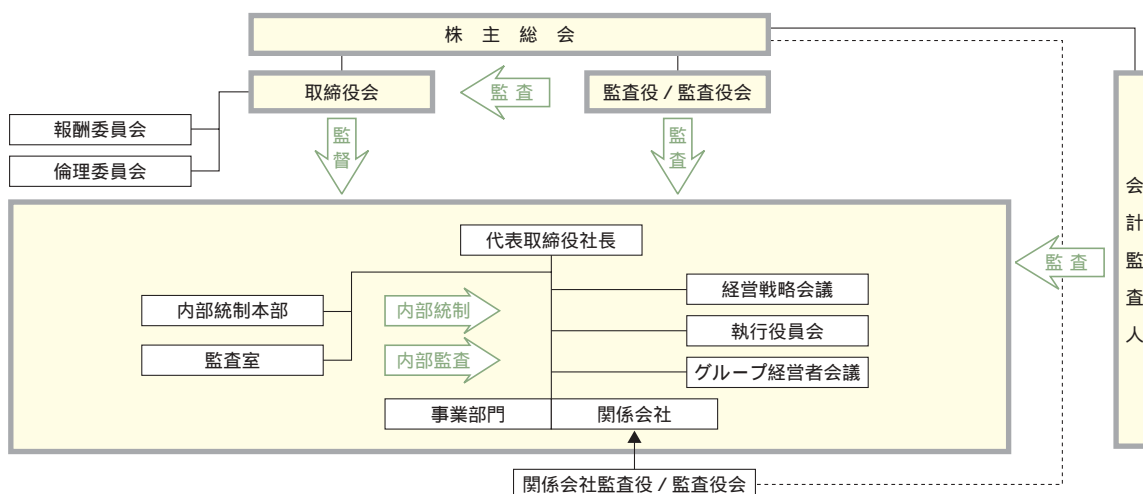 株主総会
取締役会
監査
監査役 / 監査役会
報酬委員会
倫理委員会
監督
監査
会計監査人
監査
代表取締役社長
経営戦略会議
内部統制本部
内部統制
執行役員会
監査室
内部監査
グループ経営者会議
事業部門
関係会社
関係会社監査役 / 監査役会